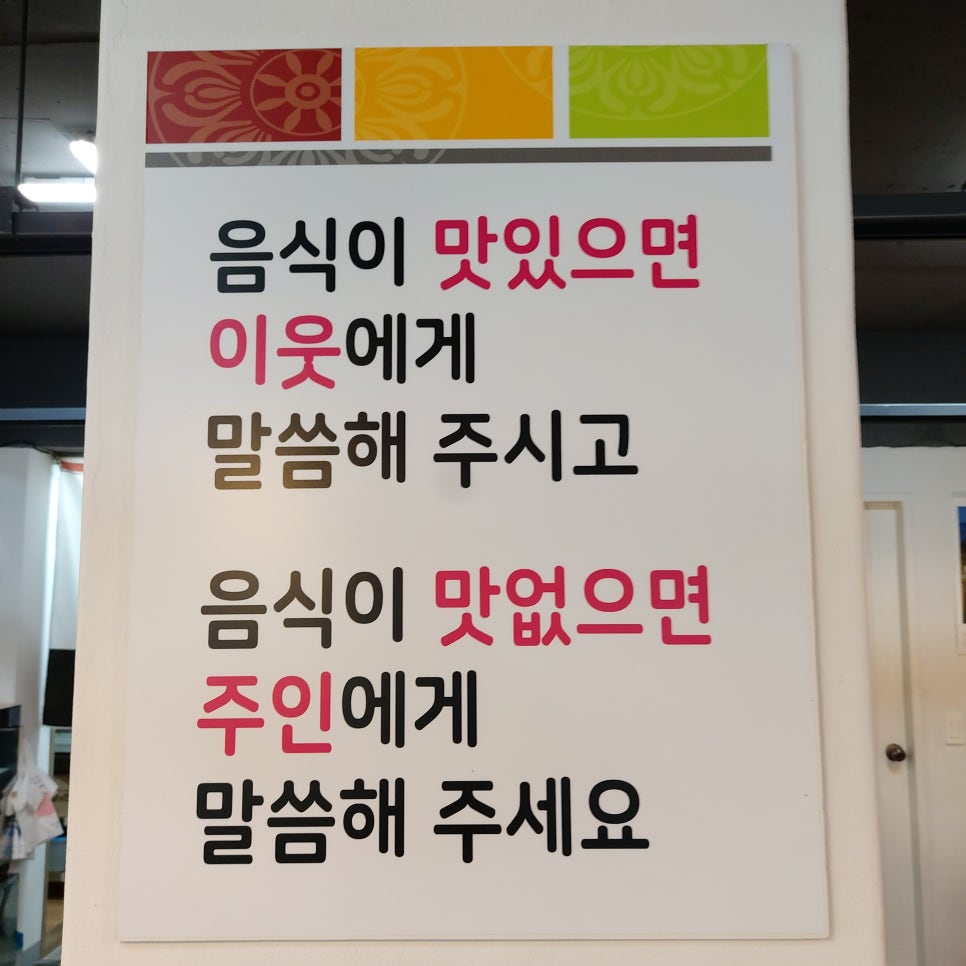 음식이 맛있으면
이웃에게
말씀해 주시고
음식이 맛없으면
주인에게
말씀해 주세요